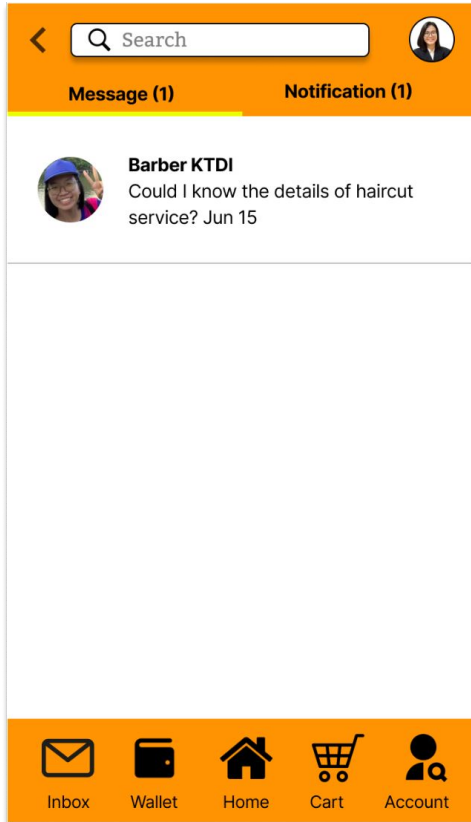 Search
Message (1)
Notification (1)
Barber KTDI
Could I know the details of haircut
service? Jun 15
Inbox
Wallet
Home
Cart
Account